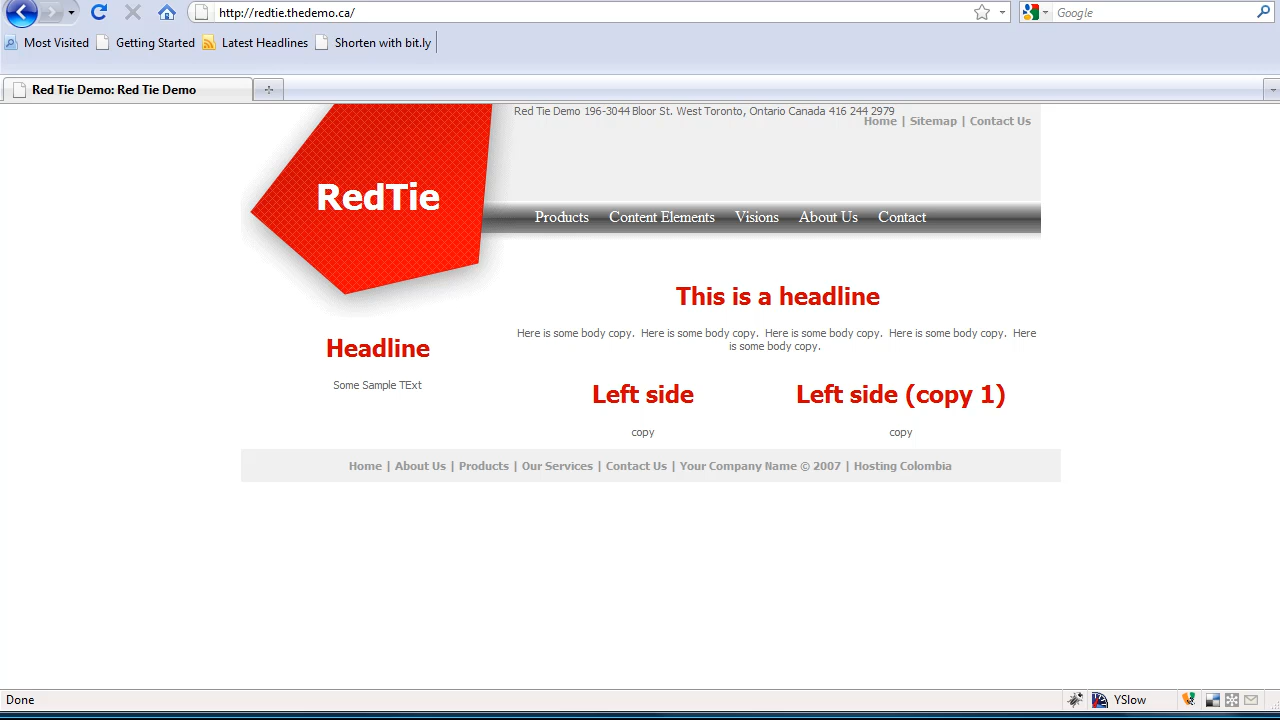 http://redtie.thedemo.ca/
Google
Most Visited
Getting Started
Latest Headlines
Shorten with bit.ly
Red Tie Demo: Red Tie Demo
Red Tie Demo 196-3044 Bloor St. West Toronto, Ontario Canada 416 244 2979
Home | Sitemap | Contact Us
RedTie
Products Content Elements Visions About Us Contact
This is a headline
Here is some body copy. Here is some body copy. Here is some body copy. Here is some body copy. Here
is some body copy.
Headline
Some Sample TExt
Left side
copy
Left side (copy 1)
copy
Home | About Us | Products | Our Services | Contact Us | Your Company Name © 2007 | Hosting Colombia
Done
YSlow